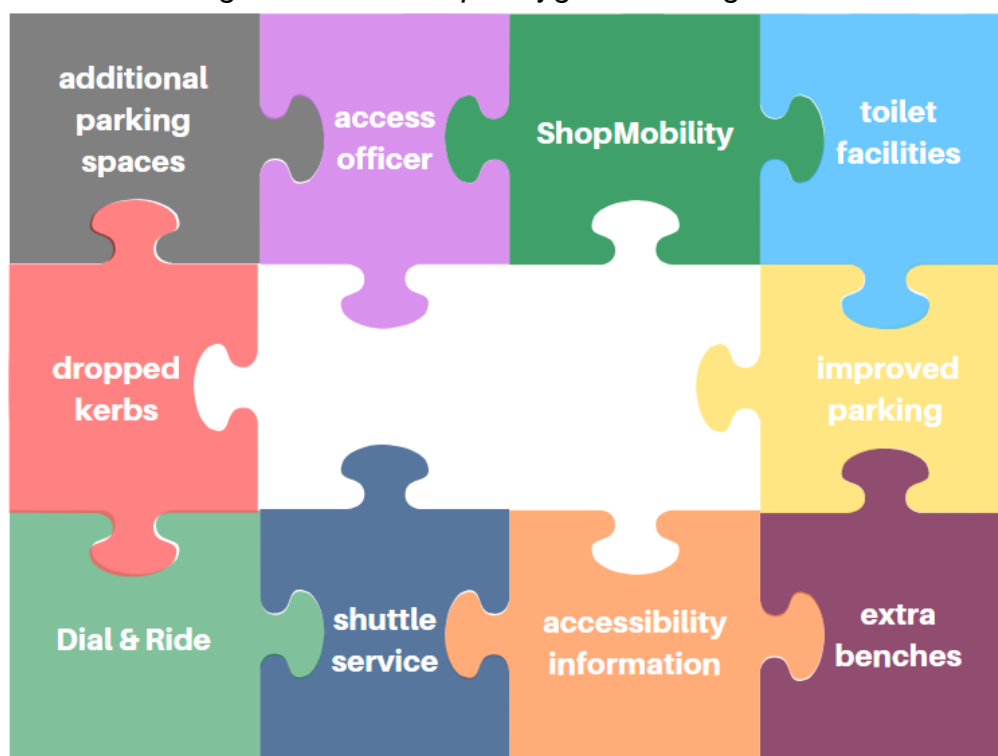 additional
parking
spaces
access
officer
ShopMobility
toilet
facilities
dropped
kerbs
improved
parking
Dial & Ride
shuttle
service
accessibility
information
extra
benches